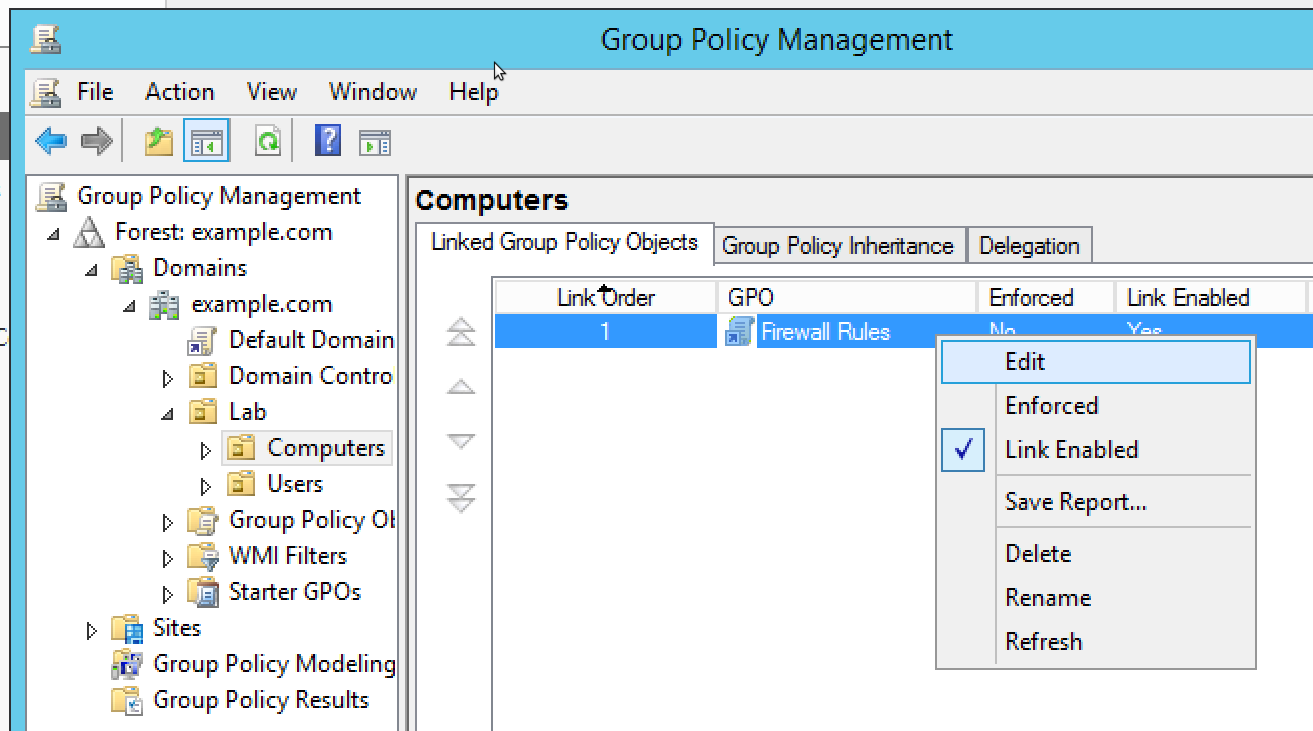 Group Policy Management
File Action View Window Help
Group Policy Management
Forest: example.com
Domains
example.com
Default Domain
Domain Contro
Lab
Computers
Users
Group Policy Ob
WMI Filters
Starter GPOs
Sites
Group Policy Modeling
Group Policy Results
Computers
Linked Group Policy Objects Group Policy Inheritance Delegation
Link Order GPO Enforced Link Enabled
1 Firewall Rules No Yes
Edit
Enforced
Link Enabled
Save Report...
Delete
Rename
Refresh